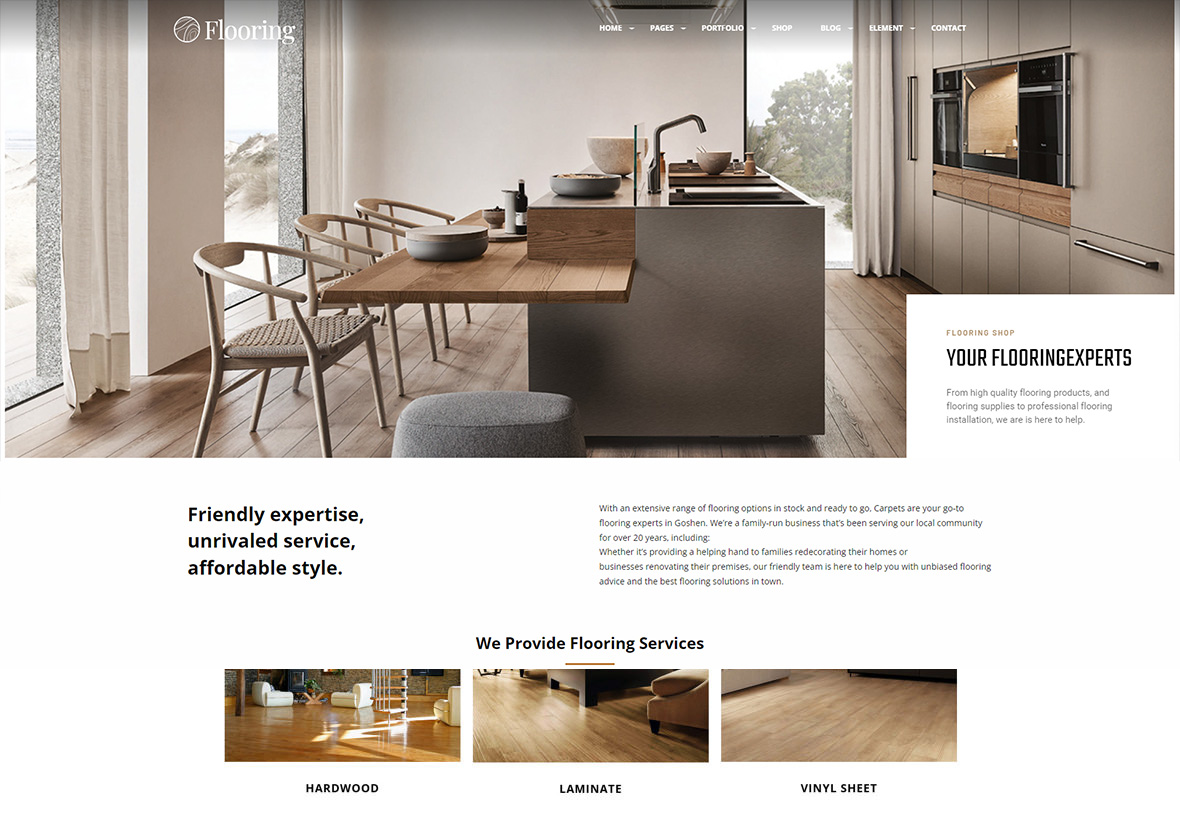 Flooring
HOME PAGES PORTFOLIO SHOP BLOG ELEMENT CONTACT
FLOORING SHOP
YOUR FLOORINGEXPERTS
From high quality flooring products, and
flooring supplies to professional flooring
installation, we are is here to help.
Friendly expertise,
unrivaled service,
affordable style.
With an extensive range of flooring options in stock and ready to go, Carpets are your go-to
flooring experts in Goshen. We're a family-run business that's been serving our local community
for over 20 years, including:
Whether it's providing a helping hand to families redecorating their homes or
businesses renovating their premises, our friendly team is here to help you with unbiased flooring
advice and the best flooring solutions in town.
We Provide Flooring Services
HARDWOOD
LAMINATE
VINYL SHEET